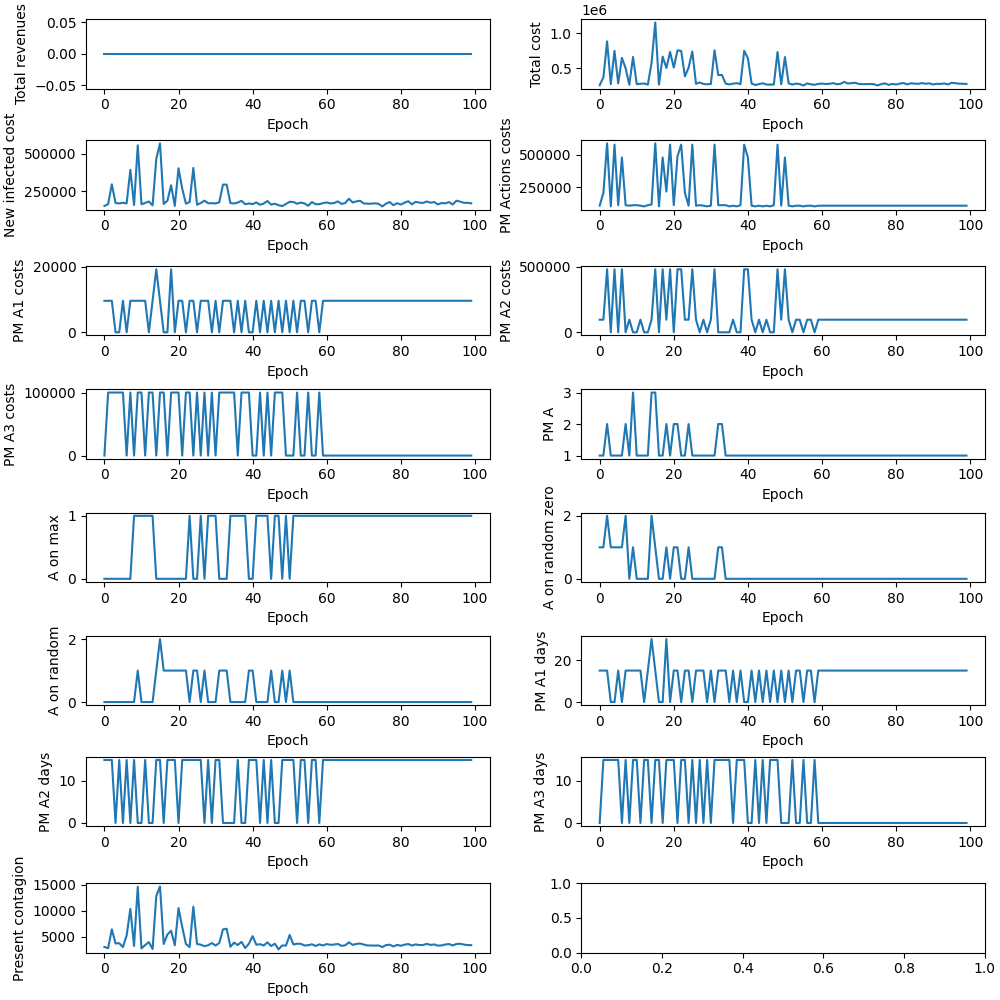 Total revenues
0.05
0.00
−0.05
0 20 40 60 80 100
Epoch
1e6
Total cost
1.0
0.5
0 20 40 60 80 100
Epoch
New infected cost
500000
250000
0 20 40 60 80 100
Epoch
PM Actions costs
500000
250000
0 20 40 60 80 100
Epoch
PM A1 costs
20000
0
0 20 40 60 80 100
Epoch
PM A2 costs
500000
0
0 20 40 60 80 100
Epoch
PM A3 costs
100000
0
0 20 40 60 80 100
Epoch
PM A
3
2
1
0 20 40 60 80 100
Epoch
A on max
1
0
0 20 40 60 80 100
Epoch
A on random zero
2
0
0 20 40 60 80 100
Epoch
A on random
2
0
0 20 40 60 80 100
Epoch
PM A1 days
20
0
0 20 40 60 80 100
Epoch
PM A2 days
10
0
0 20 40 60 80 100
Epoch
PM A3 days
10
0
0 20 40 60 80 100
Epoch
Present contagion
15000
10000
5000
0 20 40 60 80 100
Epoch
1.0
0.5
0.0
0.0 0.2 0.4 0.6 0.8 1.0